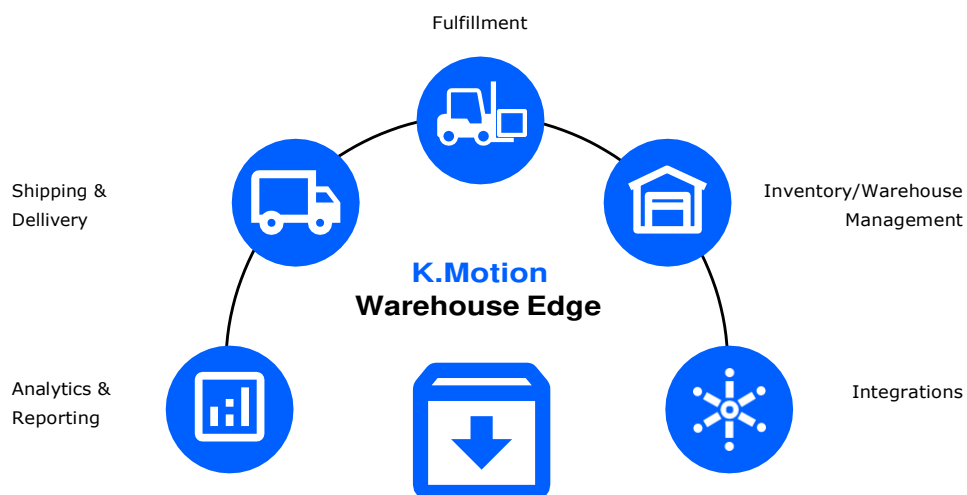 Fulfillment
Shipping &
Dellivery
Inventory/Warehouse
Management
K.Motion
Warehouse Edge
Analytics &
Reporting
Integrations